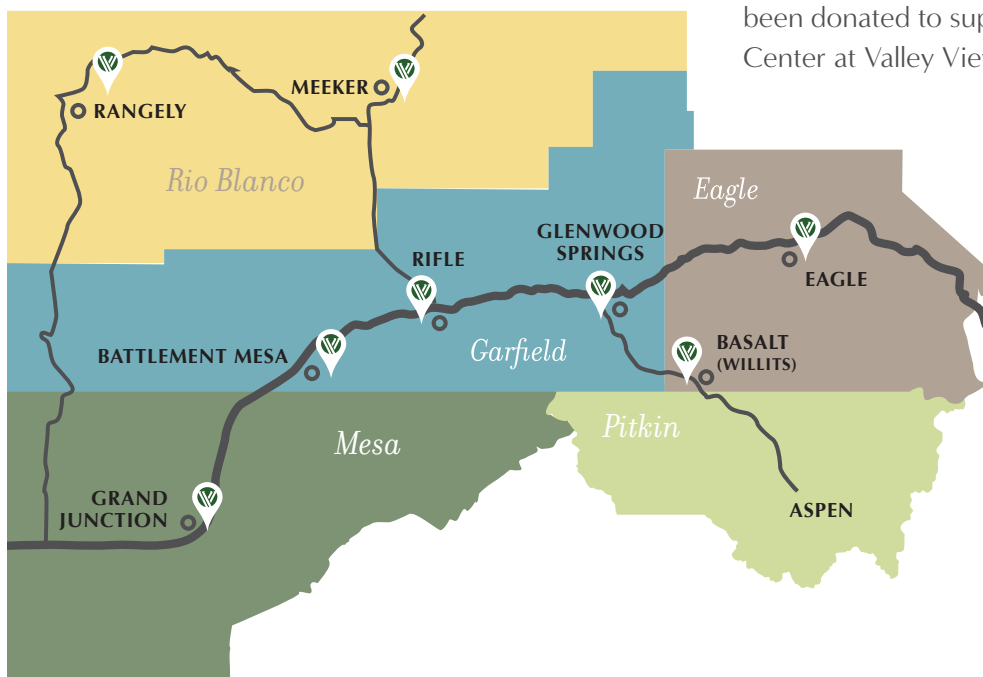 been donated to sup
Center at Valley Vie
MEEKER
RANGELY
Rio Blanco
Eagle
GLENWOOD
SPRINGS
RIFLE
EAGLE
BATTLEMENT MESA
Garfield
BASALT
(WILLITS)
Mesa
Pitkin
GRAND
JUNCTION
ASPEN